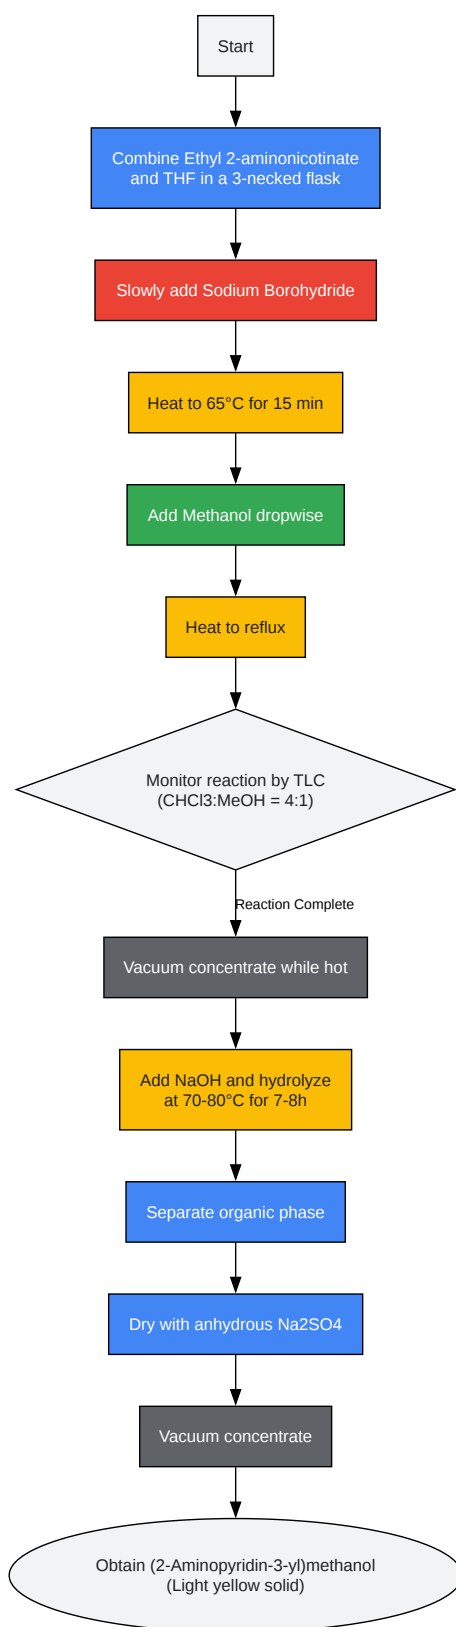 Start
Combine Ethyl 2-aminonicotinate
and THF in a 3-necked flask
Slowly add Sodium Borohydride
Heat to 65°C for 15 min
Add Methanol dropwise
Heat to reflux
Monitor reaction by TLC
(CHCl3:MeOH = 4:1)
Reaction Complete
Vacuum concentrate while hot
Add NaOH and hydrolyze
at 70-80°C for 7-8h
Separate organic phase
Dry with anhydrous Na2SO4
Vacuum concentrate
Obtain (2-Aminopyridin-3-yl)methanol
(Light yellow solid)